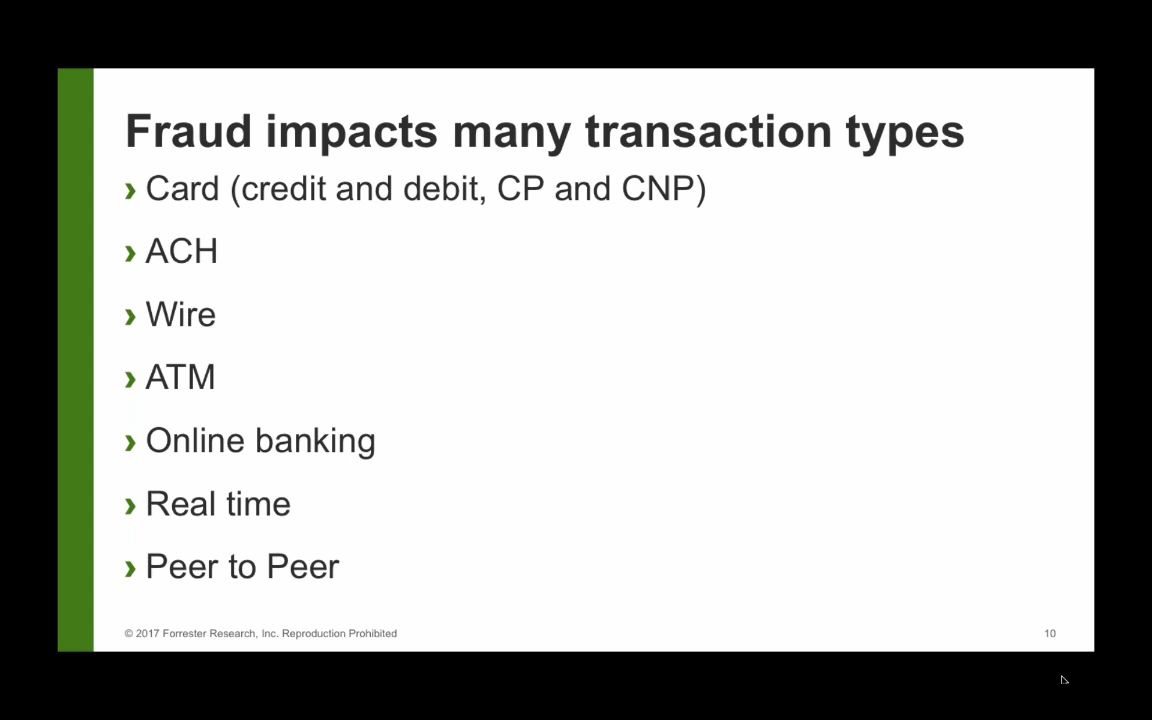 Fraud impacts many transaction types
› Card (credit and debit, CP and CNP)
› ACH
› Wire
› ATM
› Online banking
› Real time
› Peer to Peer
© 2017 Forrester Research, Inc. Reproduction Prohibited
10